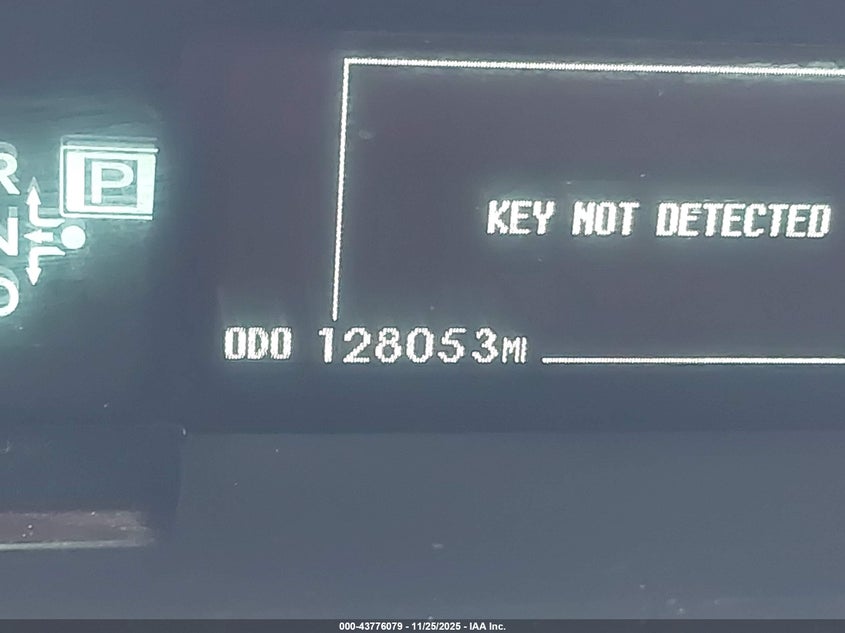 R
P
N
D
KEY NOT DETECTED
ODO 128053MI
000-43776079 - 11/25/2025 - IAA Inc.